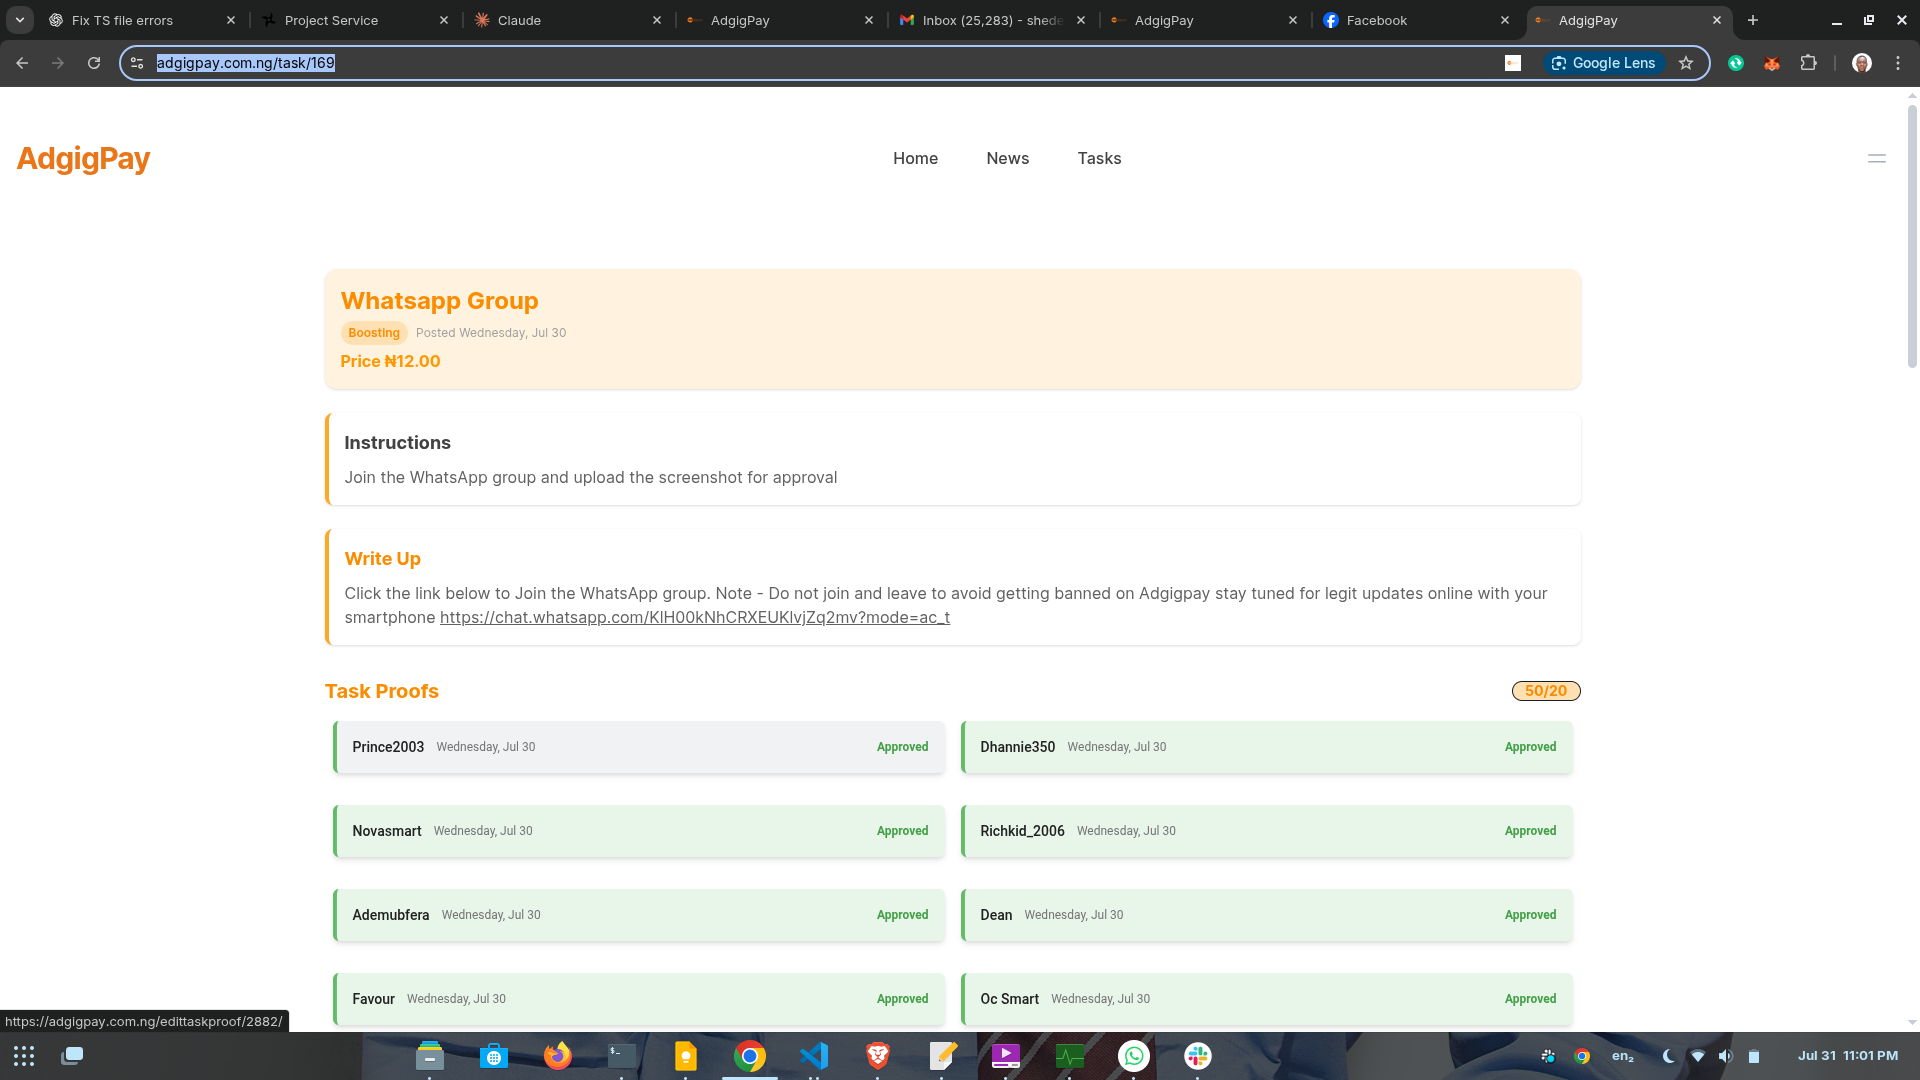 Fix TS file errors
Project Service
Claude
AdgigPay
Inbox (25,283) - shede
AdgigPay
Facebook
AdgigPay
adgigpay.com.ng/task/169
Google Lens
AdgigPay
Home
News
Tasks
Whatsapp Group
Boosting Posted Wednesday, Jul 30
Price ₦12.00
Instructions
Join the WhatsApp group and upload the screenshot for approval
Write Up
Click the link below to Join the WhatsApp group. Note - Do not join and leave to avoid getting banned on Adgigpay stay tuned for legit updates online with your
smartphone https://chat.whatsapp.com/KlH00kNhCRXEUKlvjZq2mv?mode=ac_t
Task Proofs
50/20
Prince2003 Wednesday, Jul 30 Approved
Dhannie350 Wednesday, Jul 30 Approved
Novasmart Wednesday, Jul 30 Approved
Richkid_2006 Wednesday, Jul 30 Approved
Ademubfera Wednesday, Jul 30 Approved
Dean Wednesday, Jul 30 Approved
Favour Wednesday, Jul 30 Approved
Oc Smart Wednesday, Jul 30 Approved
https://adgigpay.com.ng/edittaskproof/2882/
en₂
Jul 31 11:01 PM